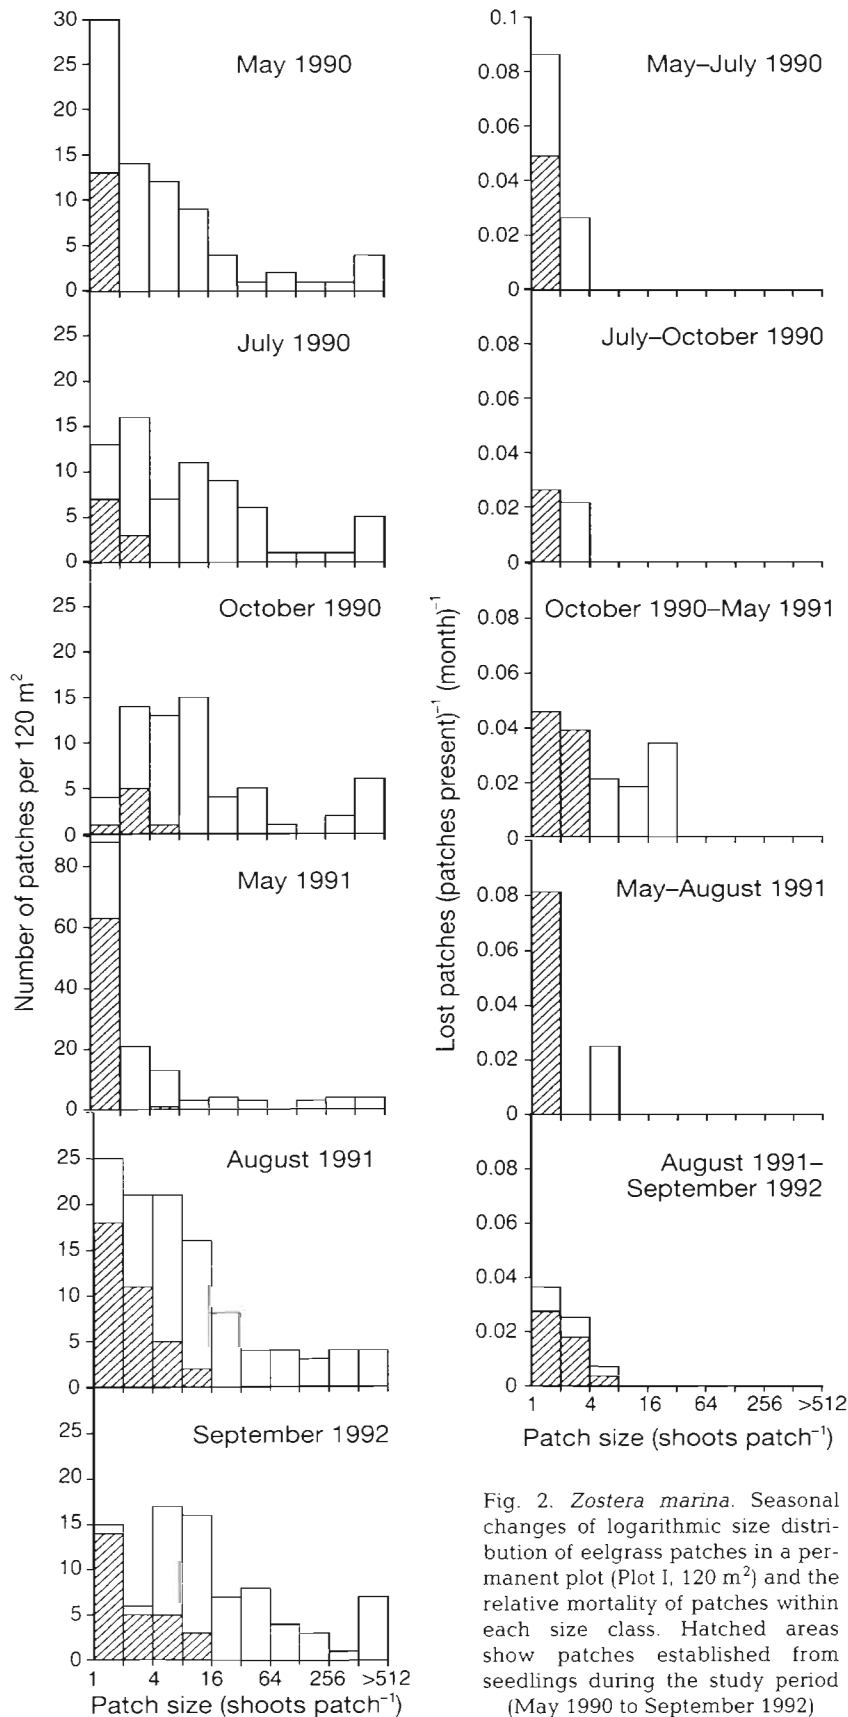 Number of patches per 120 m²
30
25
20
15
10
5
0
May 1990
25
20
15
10
5
0
July 1990
25
20
15
10
5
0
October 1990
80
60
40
20
0
May 1991
25
20
15
10
5
0
August 1991
25
20
15
10
5
0
September 1992
1
4
16
64
256
>512
Patch size (shoots patch⁻¹)
Lost patches (patches present)⁻¹ (month)⁻¹
0.1
0.08
0.06
0.04
0.02
0
May–July 1990
0.08
0.06
0.04
0.02
0
July–October 1990
0.08
0.06
0.04
0.02
0
October 1990–May 1991
0.08
0.06
0.04
0.02
0
May–August 1991
0.08
0.06
0.04
0.02
0
August 1991–
September 1992
1
4
16
64
256
>512
Patch size (shoots patch⁻¹)
Fig. 2. Zostera marina. Seasonal
changes of logarithmic size distri-
bution of eelgrass patches in a per-
manent plot (Plot I, 120 m²) and the
relative mortality of patches within
each size class. Hatched areas
show patches established from
seedlings during the study period
(May 1990 to September 1992)